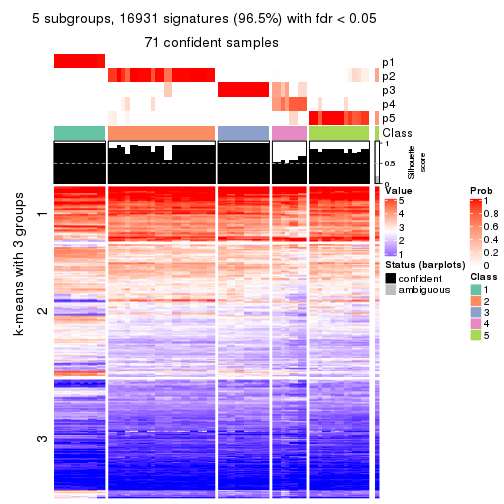 5 subgroups, 16931 signatures (96.5%) with fdr < 0.05
71 confident samples
p1
p2
p3
p4
p5
Class
1
0.5
0
Silhouette
score
k-means with 3 groups
1
2
3
Value
5
4
3
2
1
Status (barplots)
confident
ambiguous
Prob
1
0.8
0.6
0.4
0.2
0
Class
1
2
3
4
5